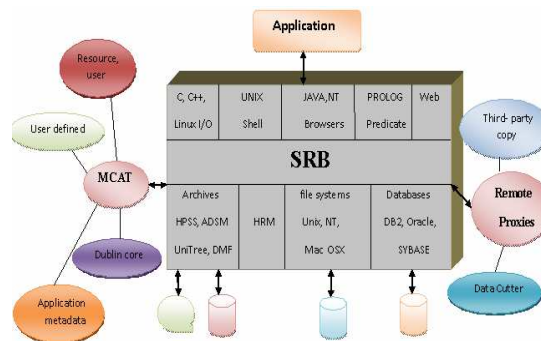 Application
Resource,
user
User defined
MCAT
Dublin core
Application
metadata
C, C++,
Linux I/O
UNIX
Shell
JAVA,NT
Browsers
PROLOG
Predicate
Web
SRB
Archives
HPSS, ADSM
UniTree, DMF
HRM
file systems
Unix, NT,
Mac OSX
Databases
DB2, Oracle,
SYBASE
Third- party
copy
Remote
Proxies
Data Cutter